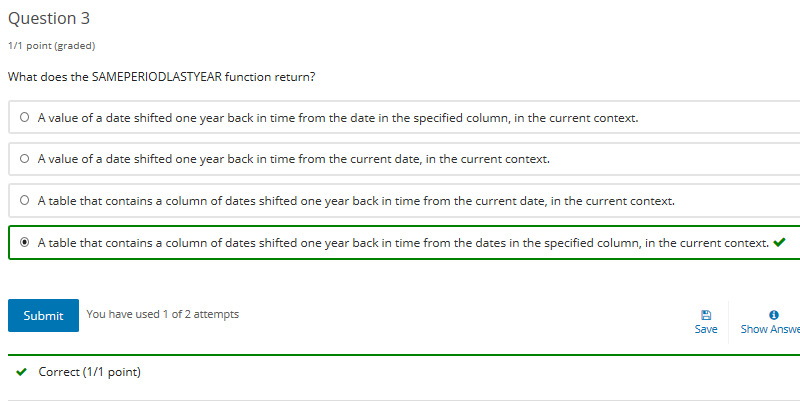 Question 3
1/1 point (graded)
What does the SAMEPERIODLASTYEAR function return?
A value of a date shifted one year back in time from the date in the specified column, in the current context.
A value of a date shifted one year back in time from the current date, in the current context.
A table that contains a column of dates shifted one year back in time from the current date, in the current context.
A table that contains a column of dates shifted one year back in time from the dates in the specified column, in the current context.
Submit You have used 1 of 2 attempts
Save Show Answe
Correct (1/1 point)